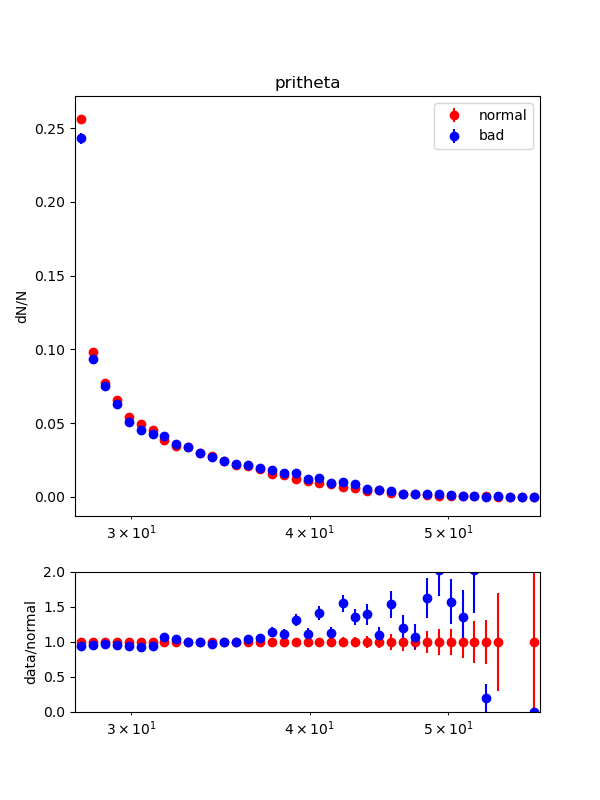 pritheta
normal
bad
dN/N
0.25
0.20
0.15
0.10
0.05
0.00
3 × 10¹
4 × 10¹
5 × 10¹
data/normal
2.0
1.5
1.0
0.5
0.0
3 × 10¹
4 × 10¹
5 × 10¹